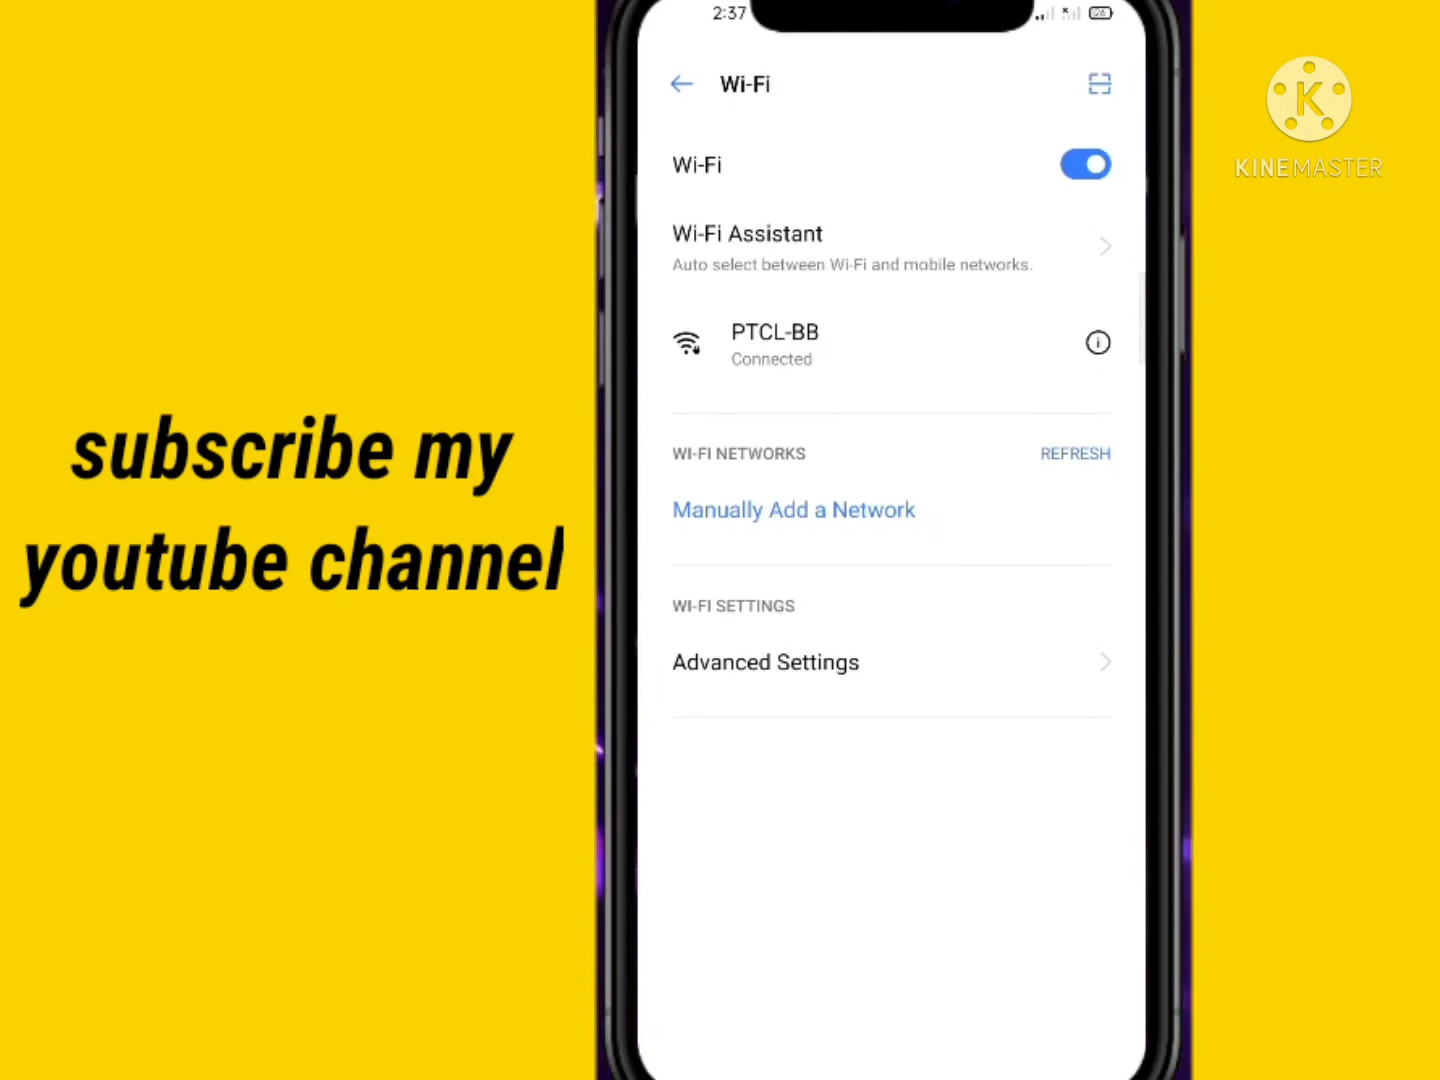 2:37
26
Wi-Fi
KINEMASTER
Wi-Fi
Wi-Fi Assistant
Auto select between Wi-Fi and mobile networks.
PTCL-BB
Connected
subscribe my
youtube channel
WI-FI NETWORKS
REFRESH
Manually Add a Network
WI-FI SETTINGS
Advanced Settings